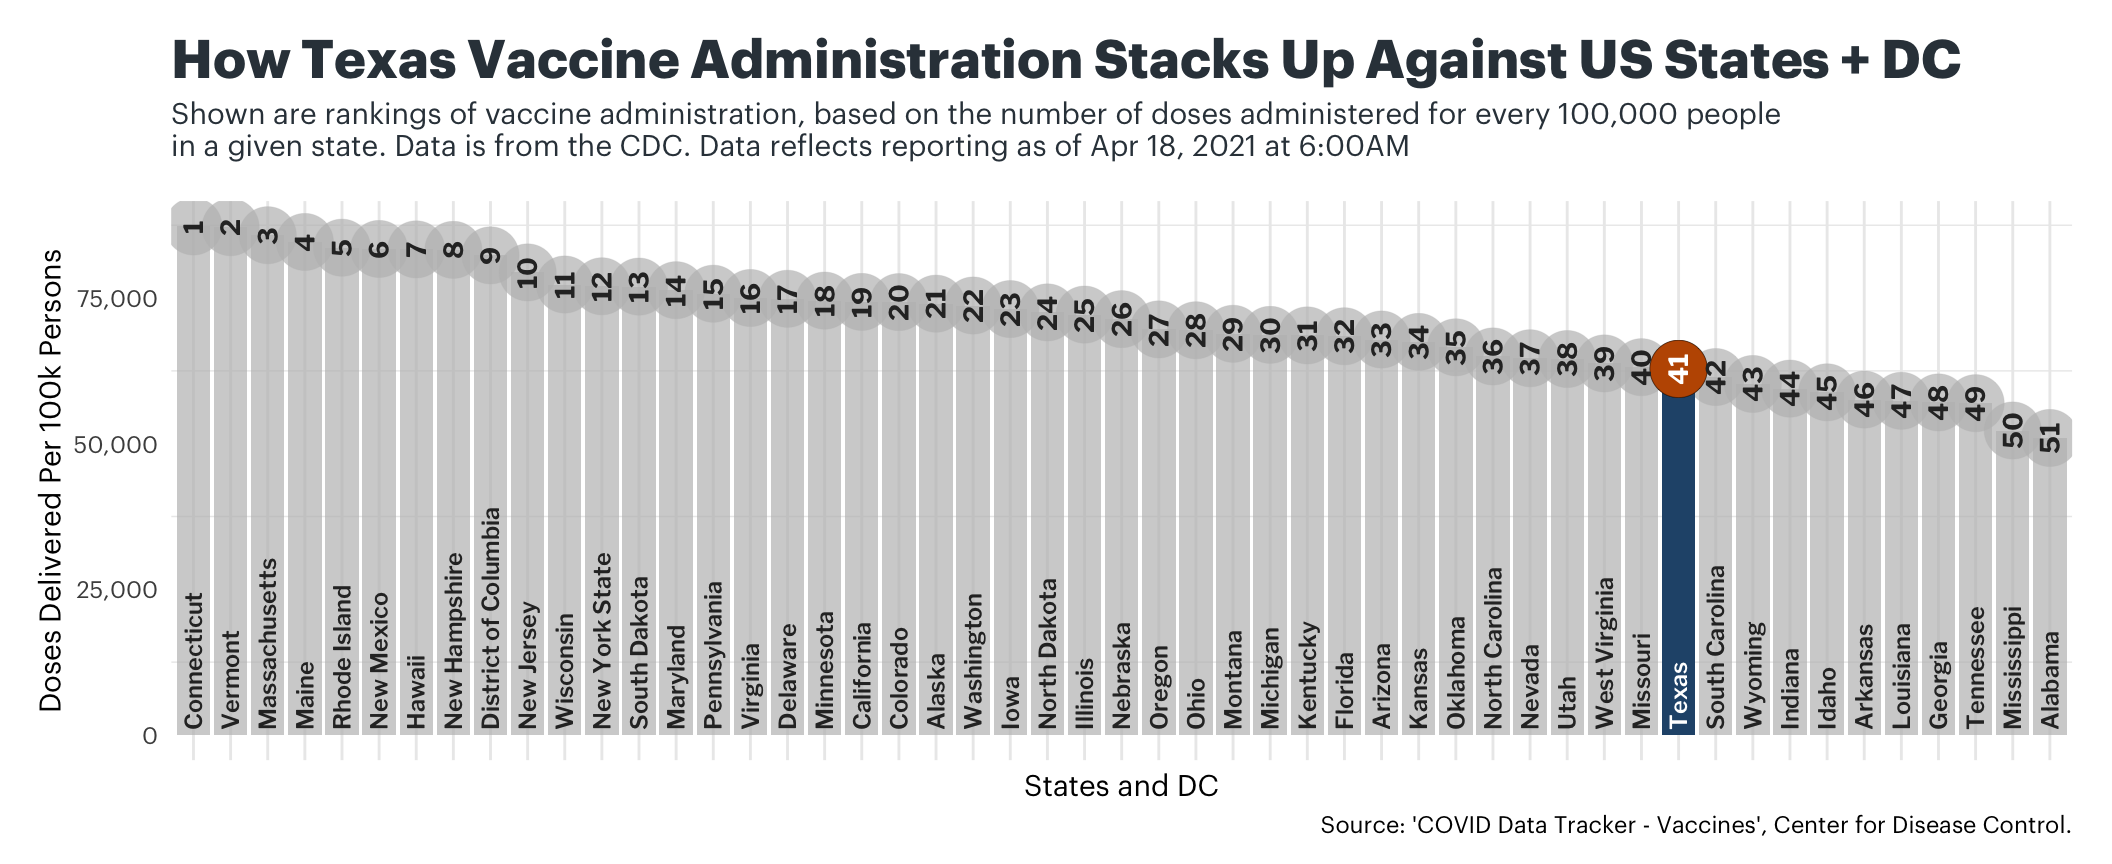 How Texas Vaccine Administration Stacks Up Against US States + DC
Shown are rankings of vaccine administration, based on the number of doses administered for every 100,000 people
in a given state. Data is from the CDC. Data reflects reporting as of Apr 18, 2021 at 6:00AM
Doses Delivered Per 100k Persons
75,000
50,000
25,000
0
1
2
3
4
5
6
7
8
9
10
11
12
13
14
15
16
17
18
19
20
21
22
23
24
25
26
27
28
29
30
31
32
33
34
35
36
37
38
39
40
41
42
43
44
45
46
47
48
49
50
51
Connecticut
Vermont
Massachusetts
Maine
Rhode Island
New Mexico
Hawaii
New Hampshire
District of Columbia
New Jersey
Wisconsin
New York State
South Dakota
Maryland
Pennsylvania
Virginia
Delaware
Minnesota
California
Colorado
Alaska
Washington
Iowa
North Dakota
Illinois
Nebraska
Oregon
Ohio
Montana
Michigan
Kentucky
Florida
Arizona
Kansas
Oklahoma
North Carolina
Nevada
Utah
West Virginia
Missouri
Texas
South Carolina
Wyoming
Indiana
Idaho
Arkansas
Louisiana
Georgia
Tennessee
Mississippi
Alabama
States and DC
Source: 'COVID Data Tracker - Vaccines', Center for Disease Control.